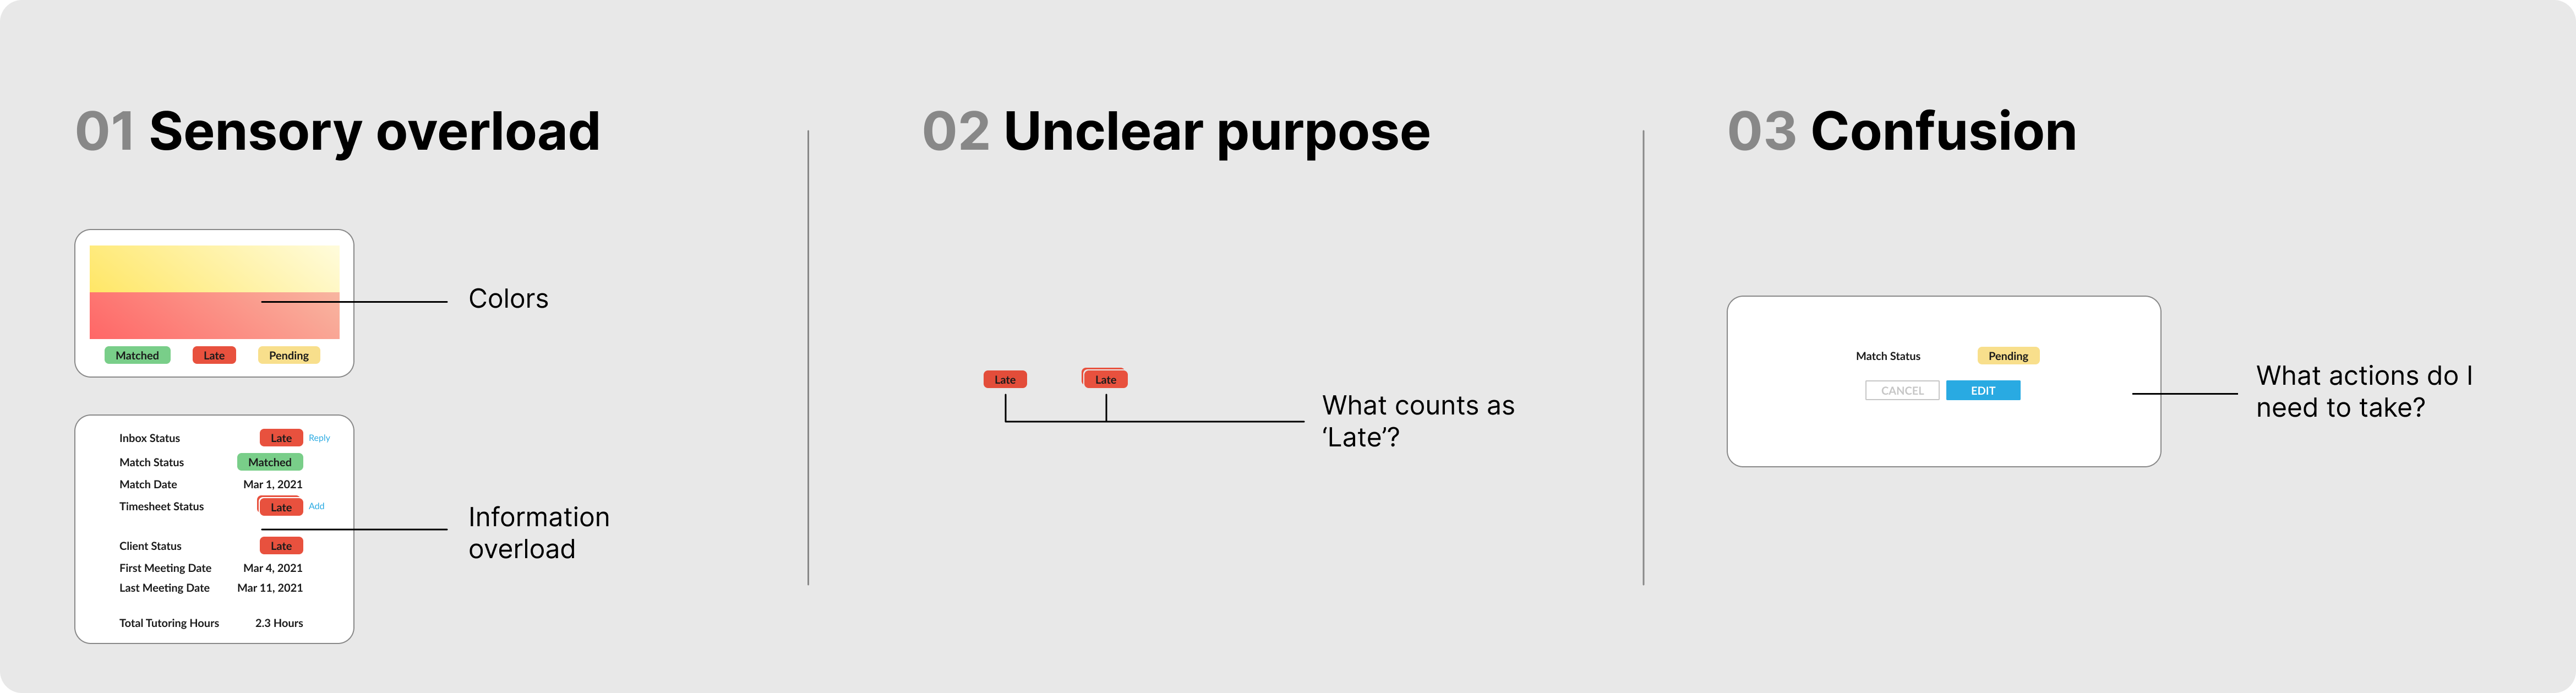 01 Sensory overload
Matched Late Pending
Colors
Inbox Status Late Reply
Match Status Matched
Match Date Mar 1, 2021
Timesheet Status Late Add
Client Status Late
First Meeting Date Mar 4, 2021
Last Meeting Date Mar 11, 2021
Total Tutoring Hours 2.3 Hours
Information
overload
02 Unclear purpose
Late Late
What counts as
‘Late’?
03 Confusion
Match Status Pending
CANCEL EDIT
What actions do I
need to take?